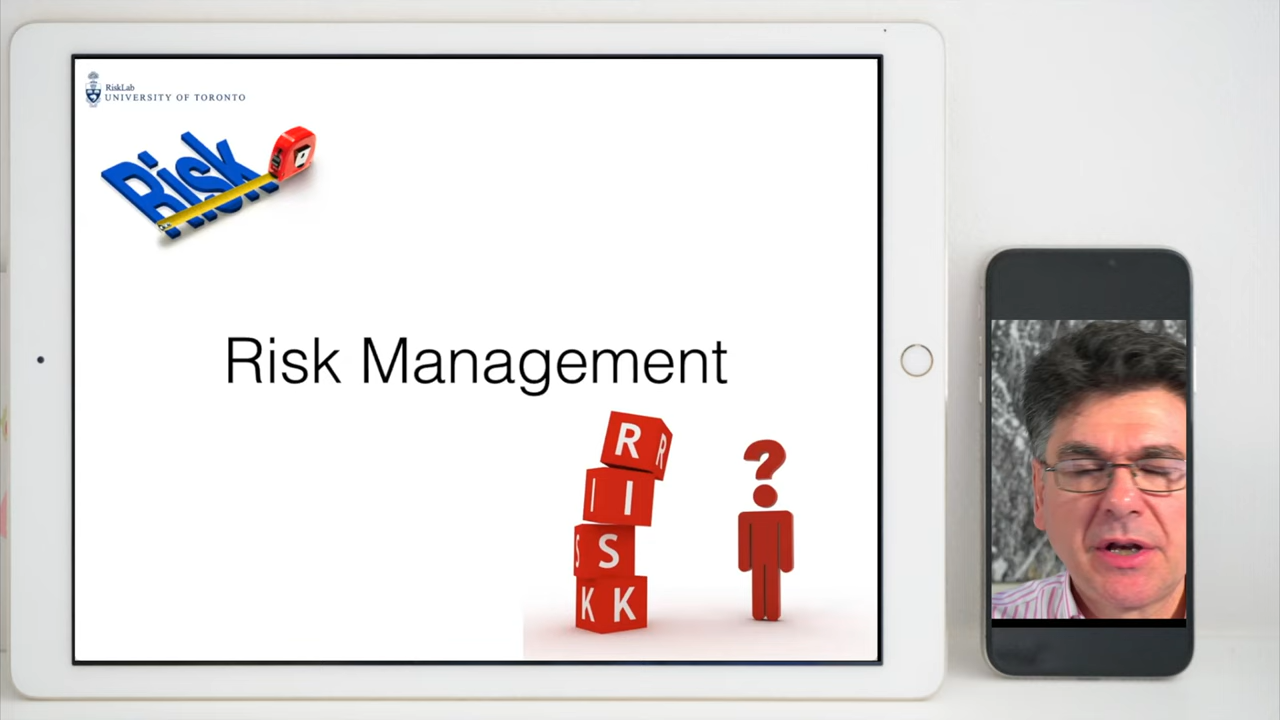 RiskLab
UNIVERSITY OF TORONTO
Risk
Risk Management
R R
I I
S S
K K